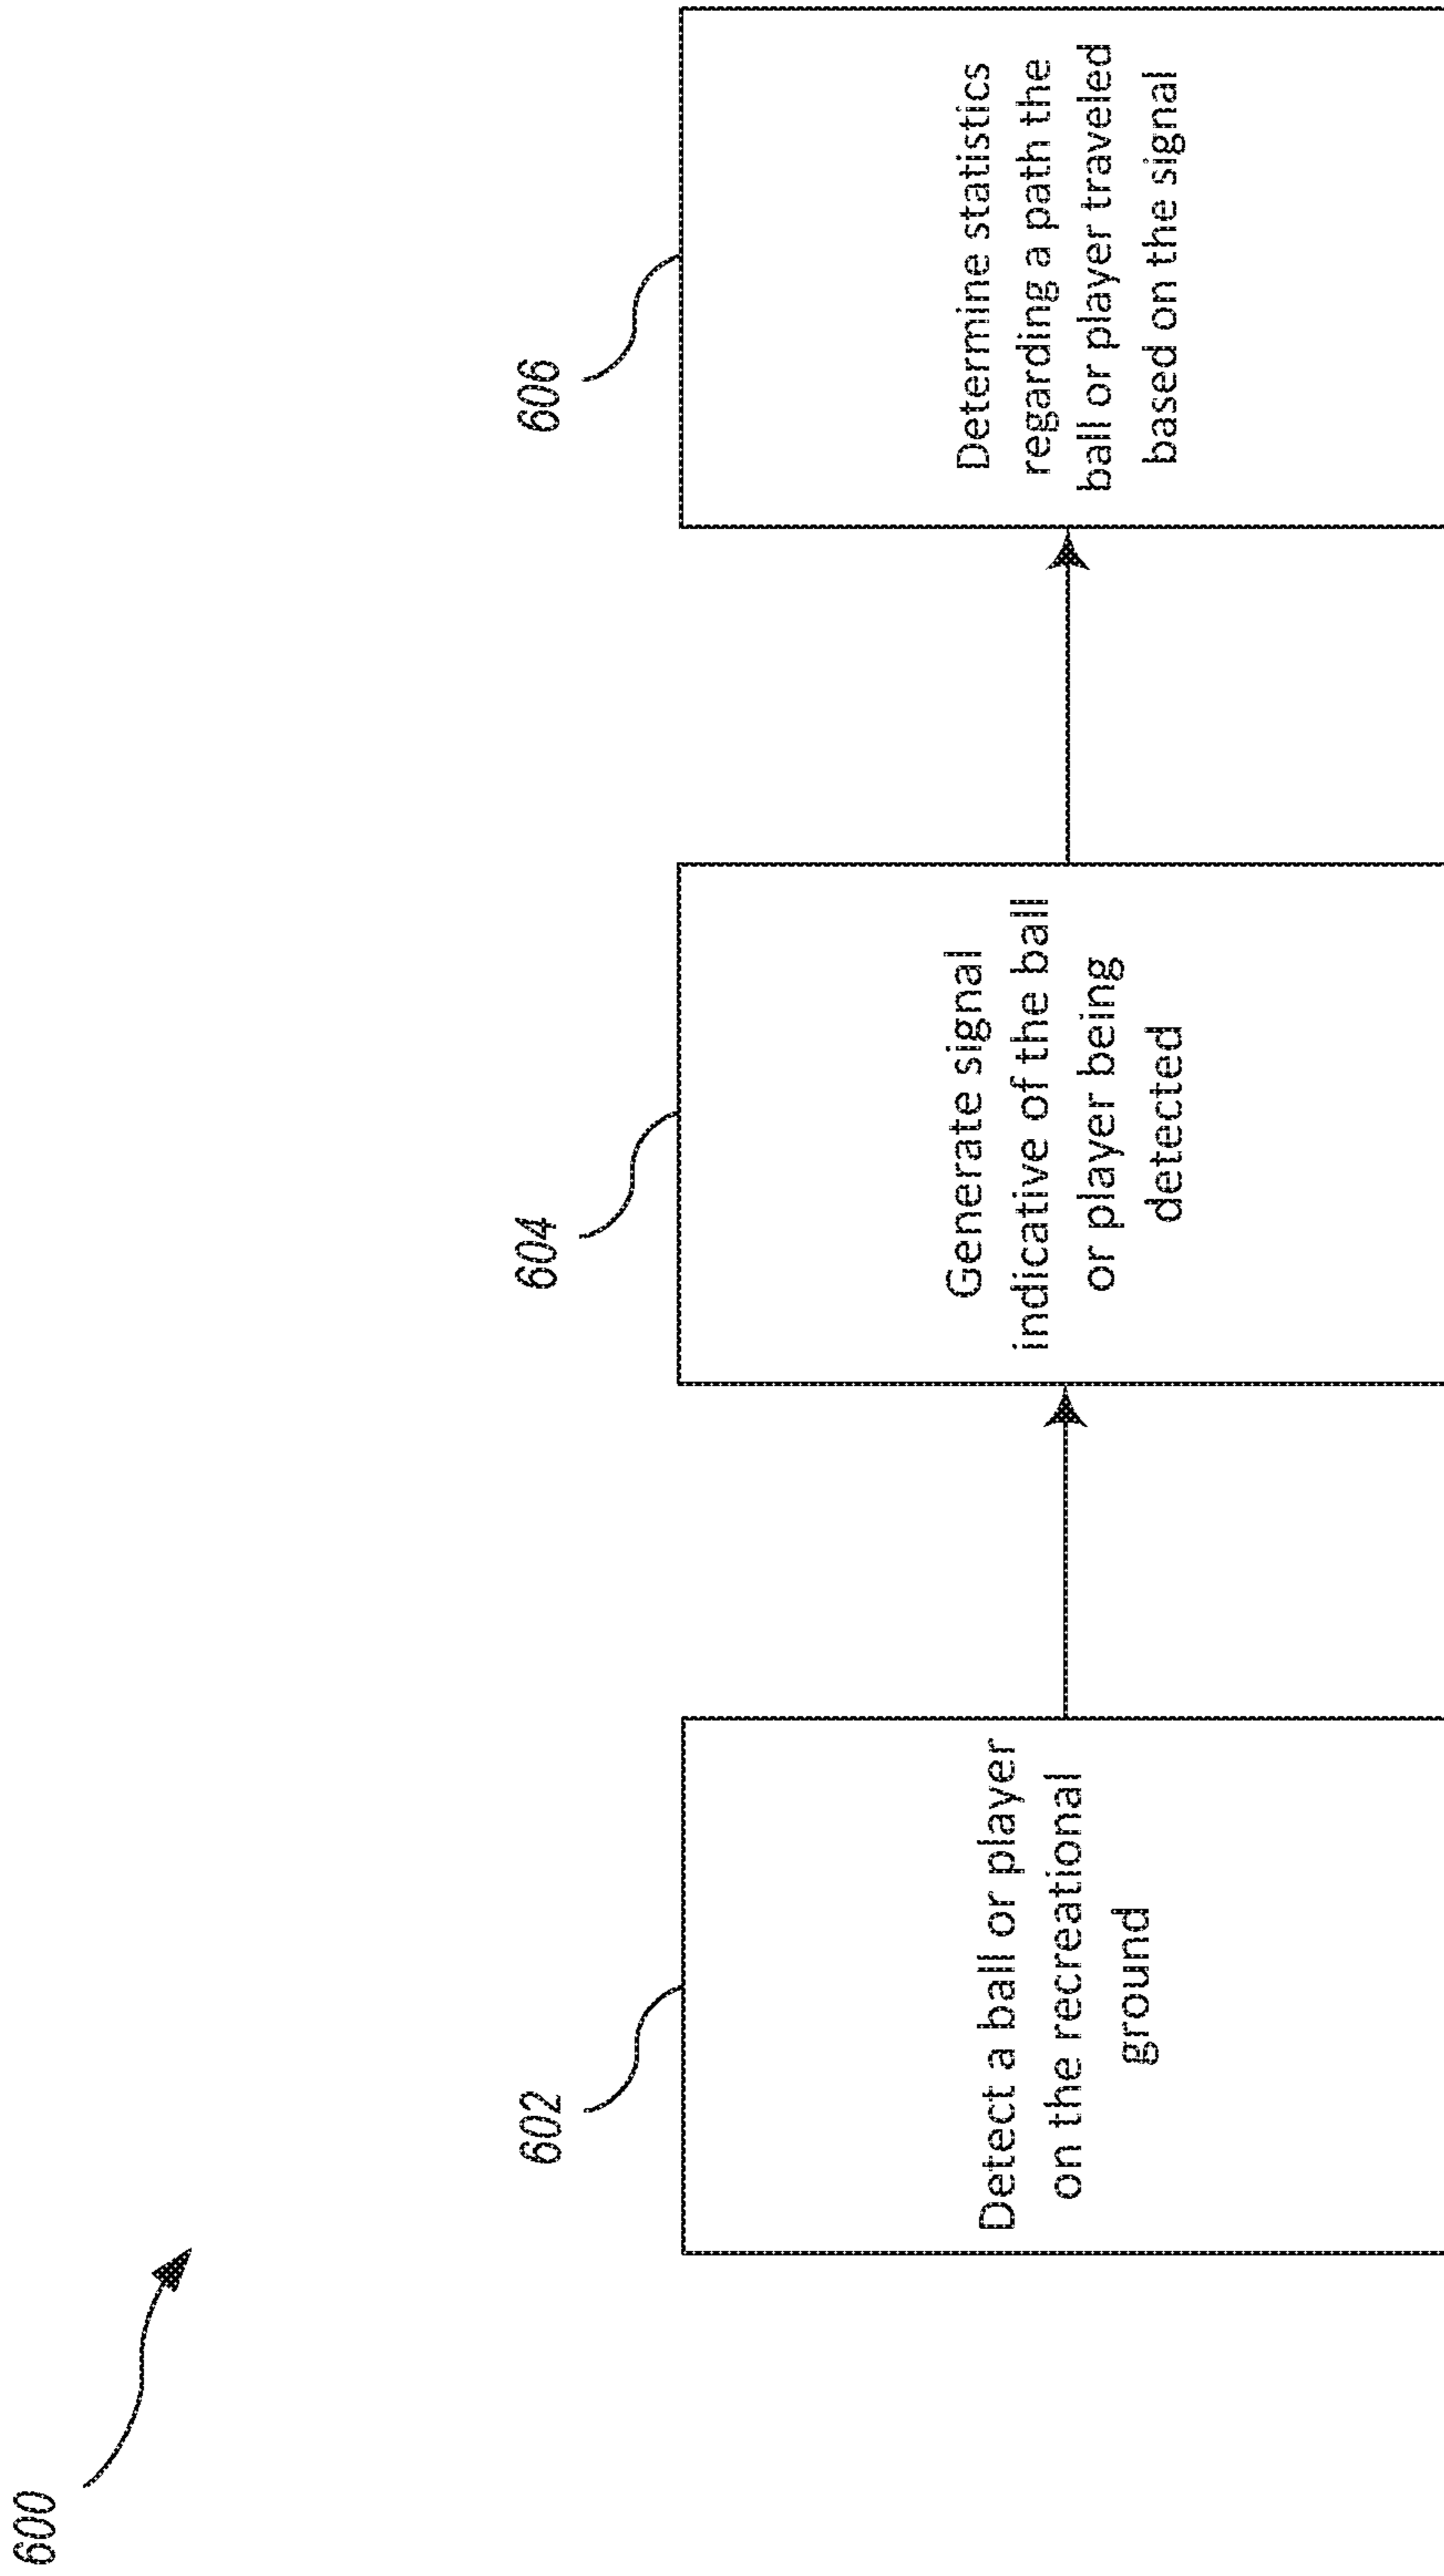 600
602
Detect a ball or player
on the recreational
ground
604
Generate signal
indicative of the ball
or player being
detected
606
Determine statistics
regarding a path the
ball or player traveled
based on the signal